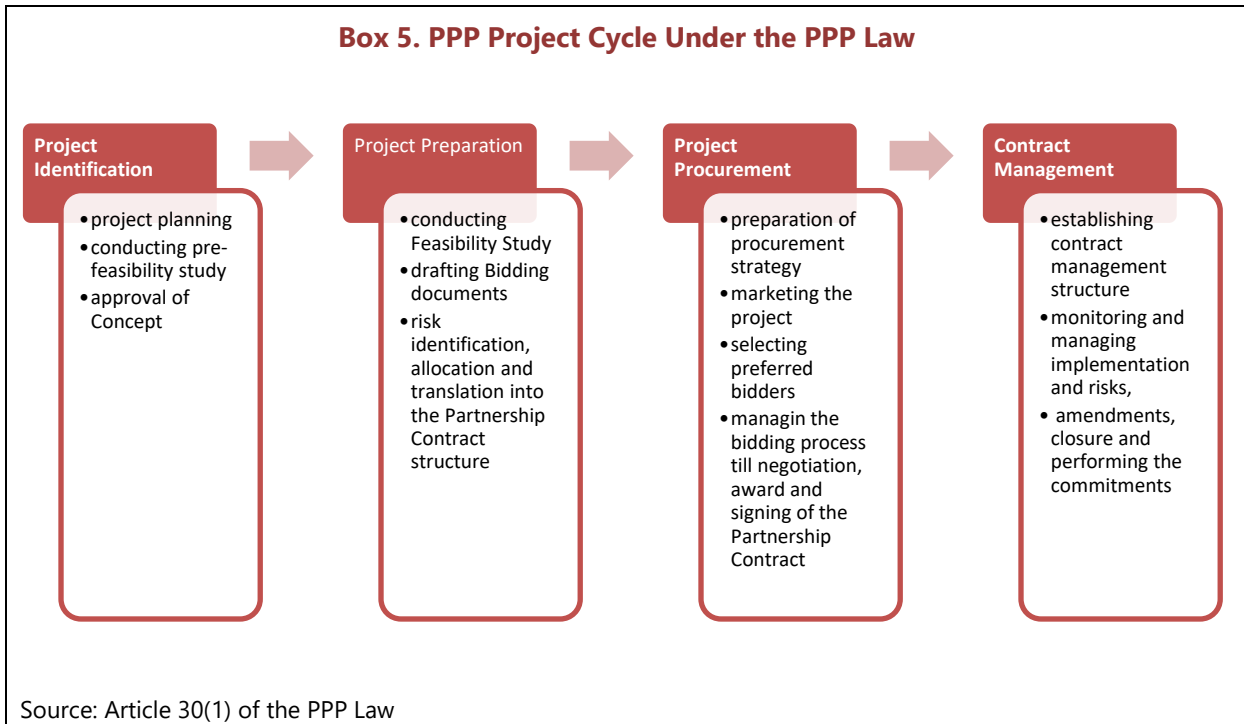 Box 5. PPP Project Cycle Under the PPP Law
Project
Identification
•project planning
•conducting pre-
feasibility study
•approval of
Concept
Project Preparation
•conducting
Feasibility Study
•drafting Bidding
documents
•risk
identification,
allocation and
translation into
the Partnership
Contract
structure
Project
Procurement
•preparation of
procurement
strategy
•marketing the
project
•selecting
preferred
bidders
•managin the
bidding process
till negotiation,
award and
signing of the
Partnership
Contract
Contract
Management
•establishing
contract
management
structure
•monitoring and
managing
implementation
and risks,
• amendments,
closure and
performing the
commitments
Source: Article 30(1) of the PPP Law